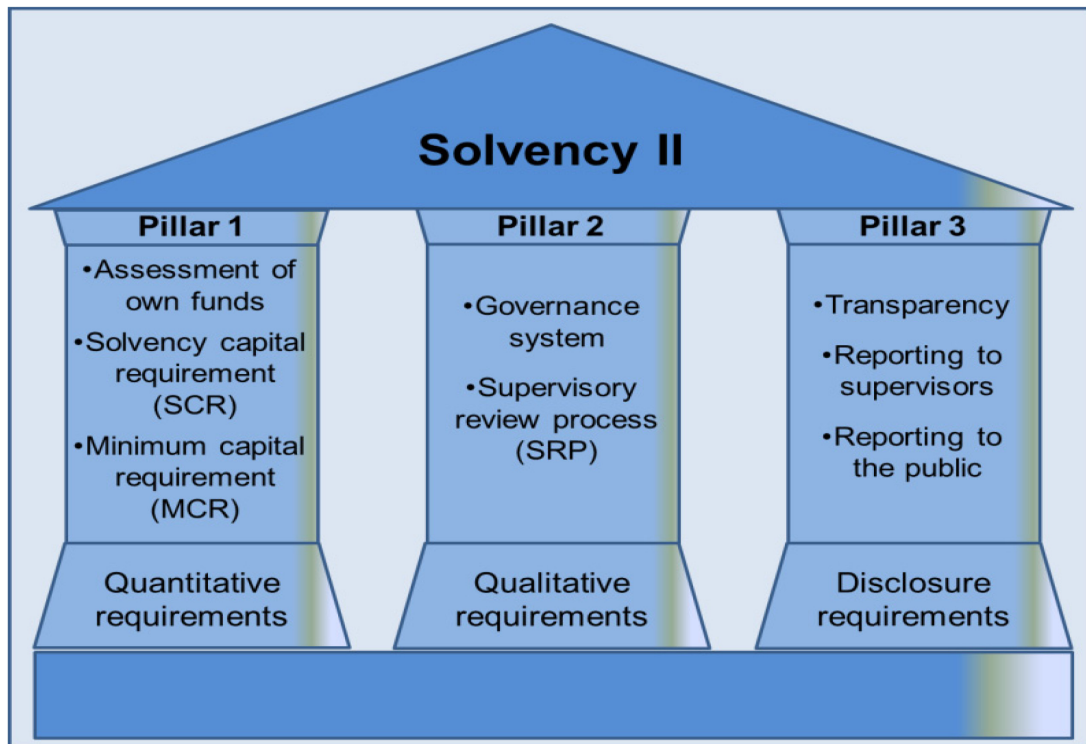 Solvency II
Pillar 1
•Assessment of
own funds
•Solvency capital
requirement
(SCR)
•Minimum capital
requirement
(MCR)
Quantitative
requirements
Pillar 2
•Governance
system
•Supervisory
review process
(SRP)
Qualitative
requirements
Pillar 3
•Transparency
•Reporting to
supervisors
•Reporting to
the public
Disclosure
requirements